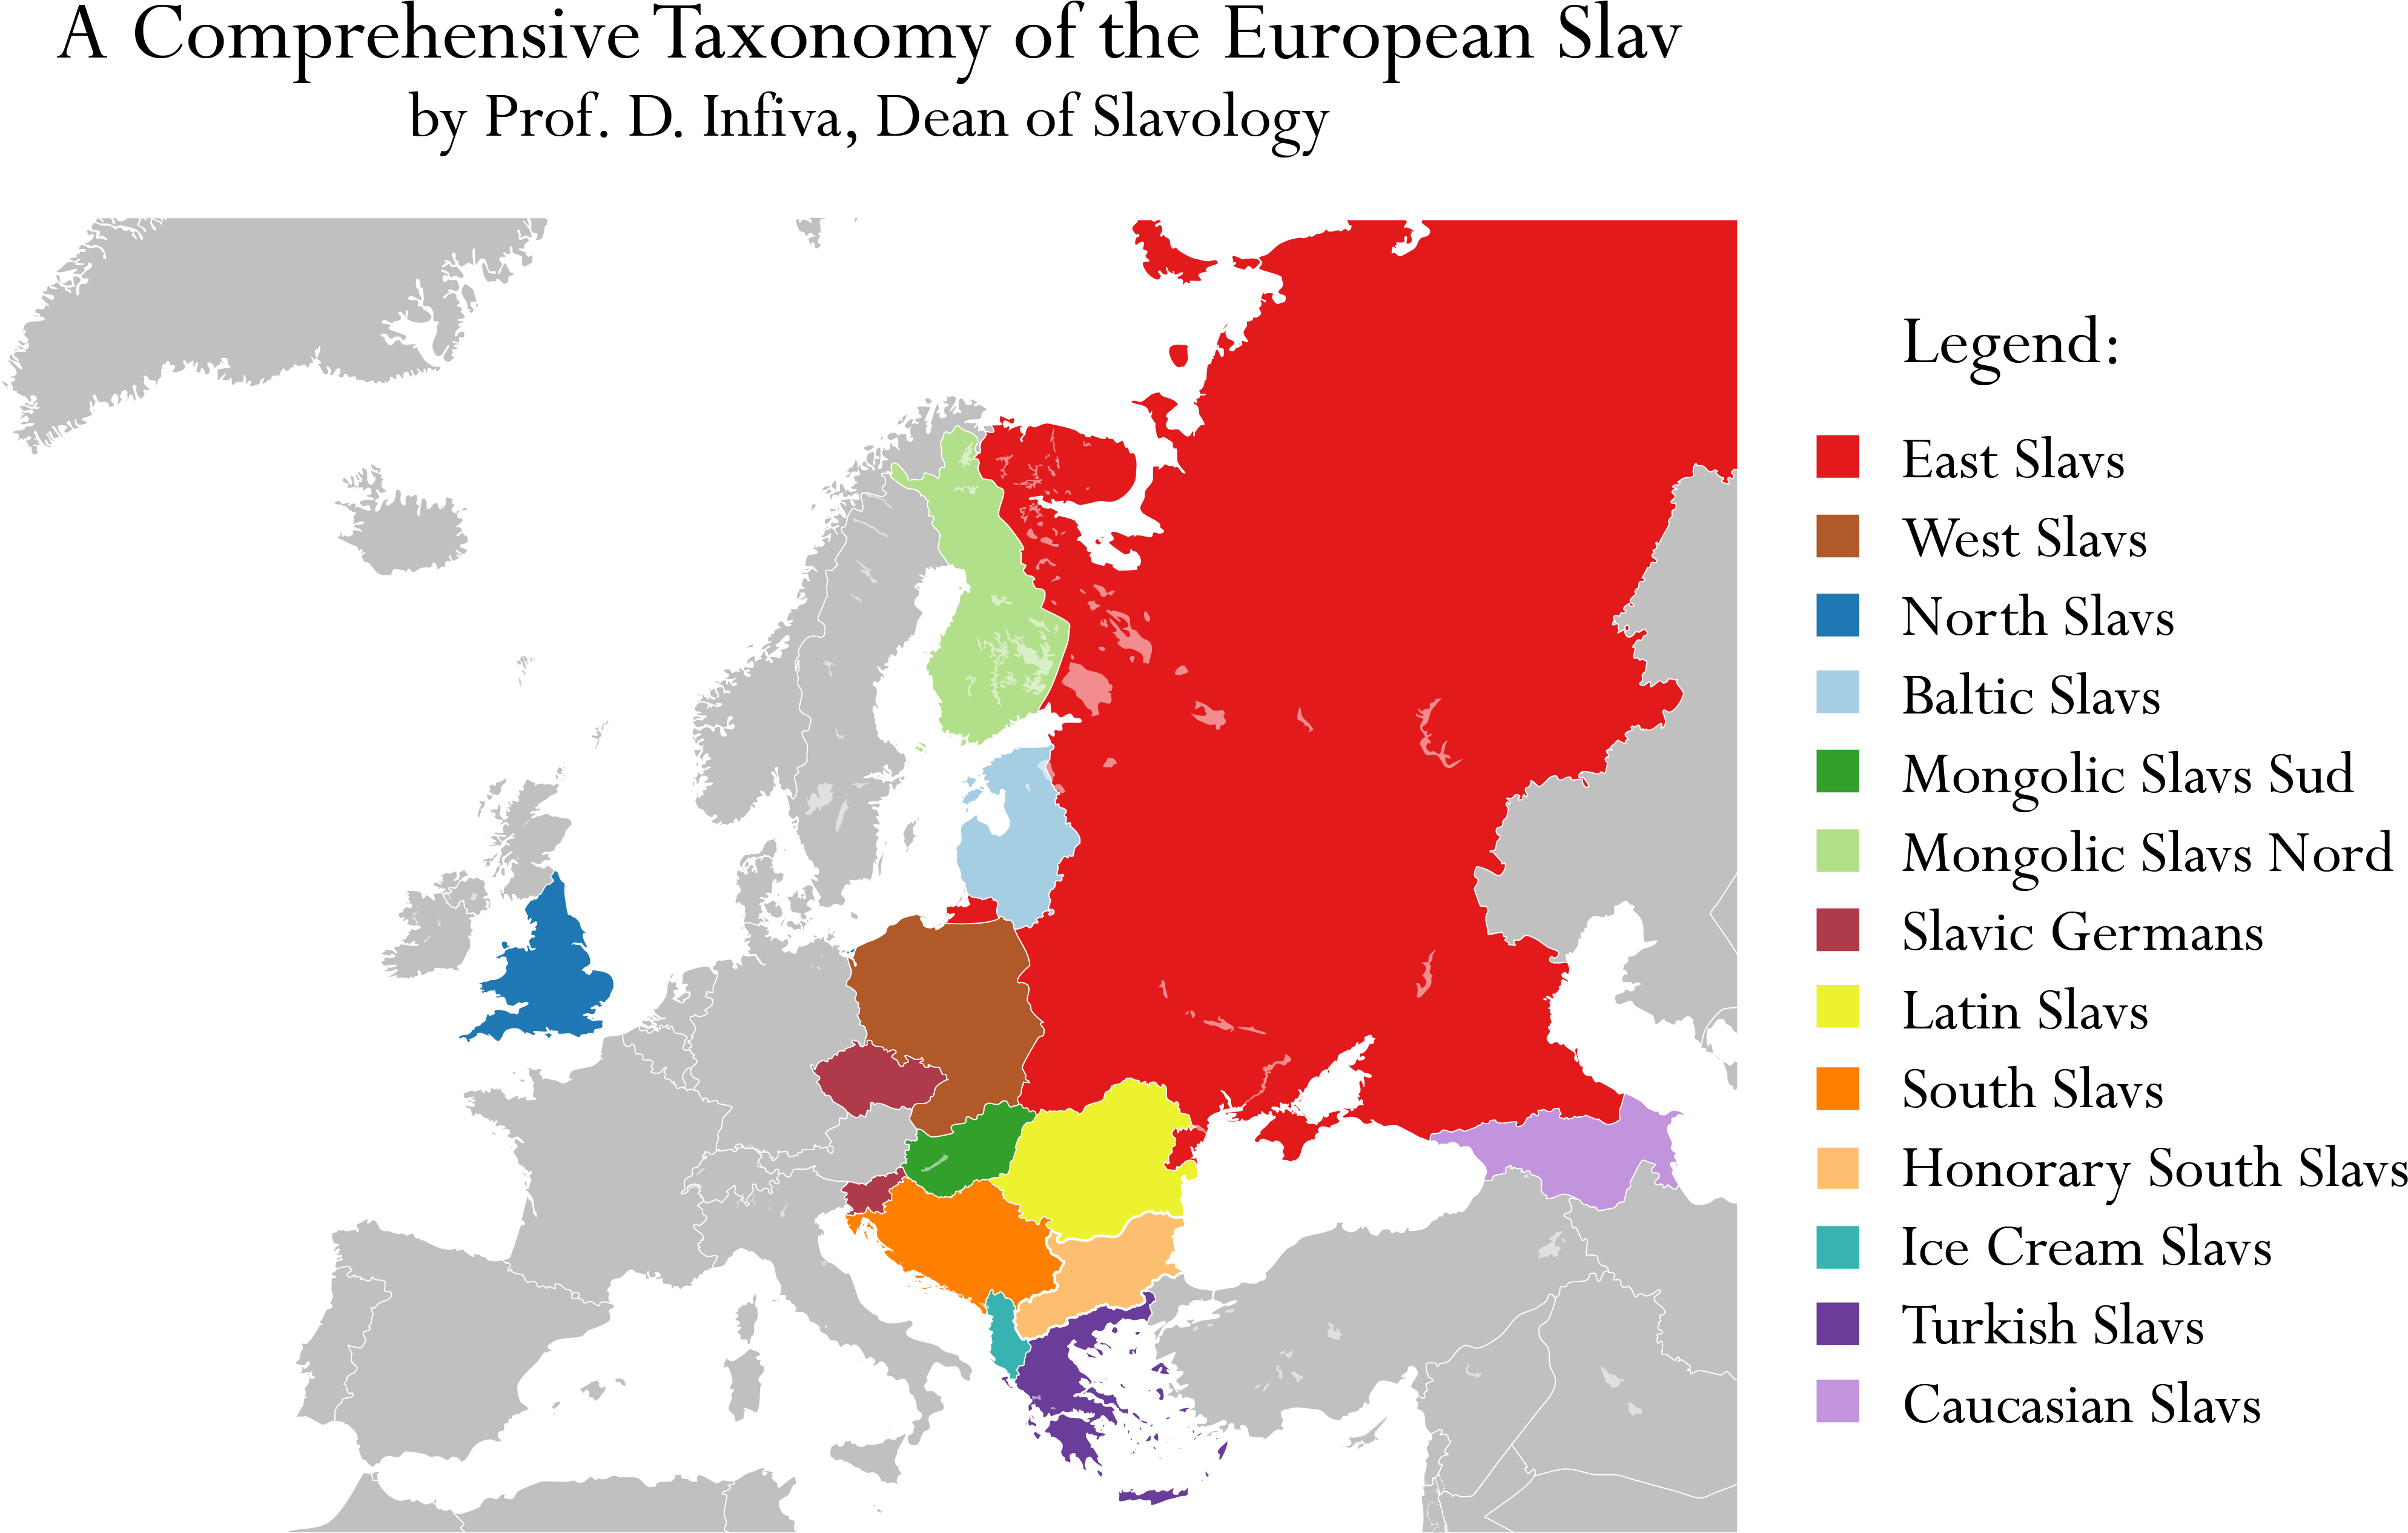 A Comprehensive Taxonomy of the European Slav
by Prof. D. Infiva, Dean of Slavology
Legend:
East Slavs
West Slavs
North Slavs
Baltic Slavs
Mongolic Slavs Sud
Mongolic Slavs Nord
Slavic Germans
Latin Slavs
South Slavs
Honorary South Slavs
Ice Cream Slavs
Turkish Slavs
Caucasian Slavs